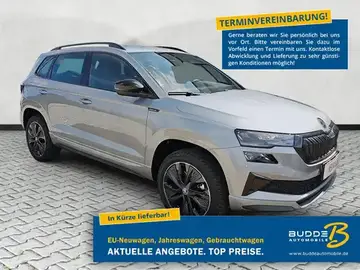 TERMINVEREINBARUNG!
Gerne beraten wir Sie persönlich bei uns
vor Ort. Bitte vereinbaren Sie dazu im
Vorfeld einen Termin mit uns. Kontaktlose
Abwicklung und Lieferung zu sehr günsti-
gen Konditionen möglich!
In Kürze lieferbar!
EU-Neuwagen, Jahreswagen, Gebrauchtwagen
AKTUELLE ANGEBOTE. TOP PREISE.
BUDDE
AUTOMOBILE
www.buddeautomobile.de